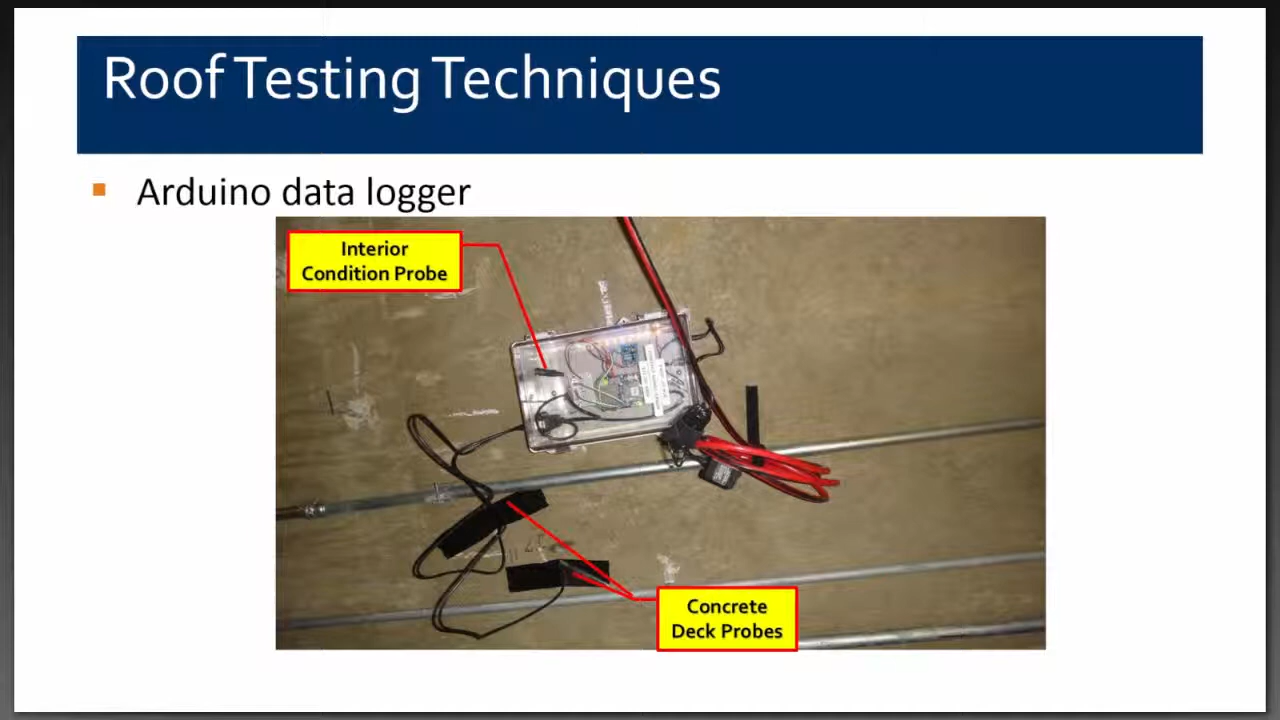 Roof Testing Techniques
Arduino data logger
Interior
Condition Probe
Concrete
Deck Probes